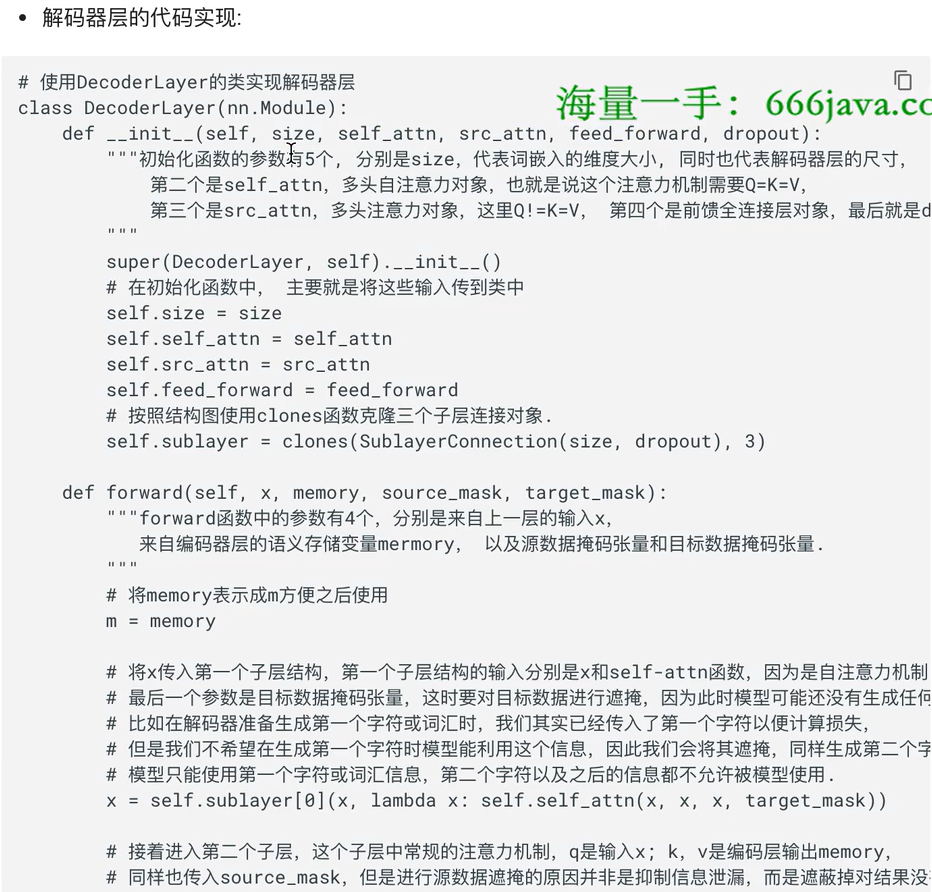 • 解码器层的代码实现:
海量一手：666java.co
# 使用DecoderLayer的类实现解码器层
class DecoderLayer(nn.Module):
    def __init__(self, size, self_attn, src_attn, feed_forward, dropout):
        """初始化函数的参数有5个, 分别是size，代表词嵌入的维度大小, 同时也代表解码器层的尺寸，
            第二个是self_attn，多头自注意力对象，也就是说这个注意力机制需要Q=K=V，
            第三个是src_attn，多头注意力对象，这里Q!=K=V， 第四个是前馈全连接层对象，最后就是d
        """
        super(DecoderLayer, self).__init__()
        # 在初始化函数中， 主要就是将这些输入传到类中
        self.size = size
        self.self_attn = self_attn
        self.src_attn = src_attn
        self.feed_forward = feed_forward
        # 按照结构图使用clones函数克隆三个子层连接对象.
        self.sublayer = clones(SublayerConnection(size, dropout), 3)
    def forward(self, x, memory, source_mask, target_mask):
        """forward函数中的参数有4个，分别是来自上一层的输入x，
           来自编码器层的语义存储变量mermory， 以及源数据掩码张量和目标数据掩码张量.
        """
        # 将memory表示成m方便之后使用
        m = memory
        # 将x传入第一个子层结构，第一个子层结构的输入分别是x和self-attn函数，因为是自注意力机制
        # 最后一个参数是目标数据掩码张量，这时要对目标数据进行遮掩，因为此时模型可能还没有生成任何
        # 比如在解码器准备生成第一个字符或词汇时，我们其实已经传入了第一个字符以便计算损失，
        # 但是我们不希望在生成第一个字符时模型能利用这个信息，因此我们会将其遮掩，同样生成第二个字
        # 模型只能使用第一个字符或词汇信息，第二个字符以及之后的信息都不允许被模型使用.
        x = self.sublayer[0](x, lambda x: self.self_attn(x, x, x, target_mask))
        # 接着进入第二个子层，这个子层中常规的注意力机制，q是输入x; k，v是编码层输出memory，
        # 同样也传入source_mask，但是进行源数据遮掩的原因并非是抑制信息泄漏，而是遮蔽掉对结果没